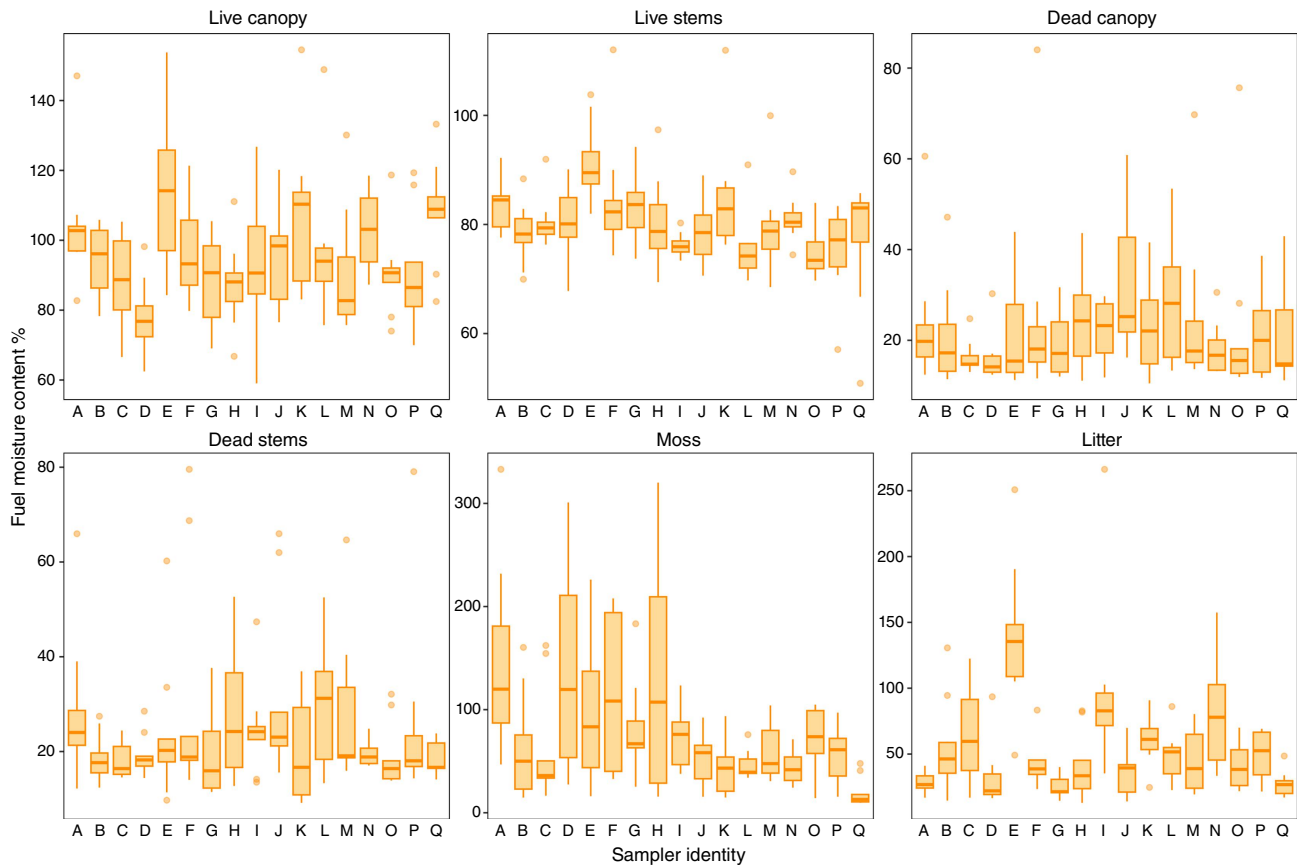 Live canopy Live stems Dead canopy
140
120
100
80
60
100
80
60
80
60
40
20
A B C D E F G H I J K L M N O P Q
A B C D E F G H I J K L M N O P Q
A B C D E F G H I J K L M N O P Q
Fuel moisture content %
Dead stems Moss Litter
80
60
40
20
300
200
100
0
250
200
150
100
50
A B C D E F G H I J K L M N O P Q
A B C D E F G H I J K L M N O P Q
A B C D E F G H I J K L M N O P Q
Sampler identity